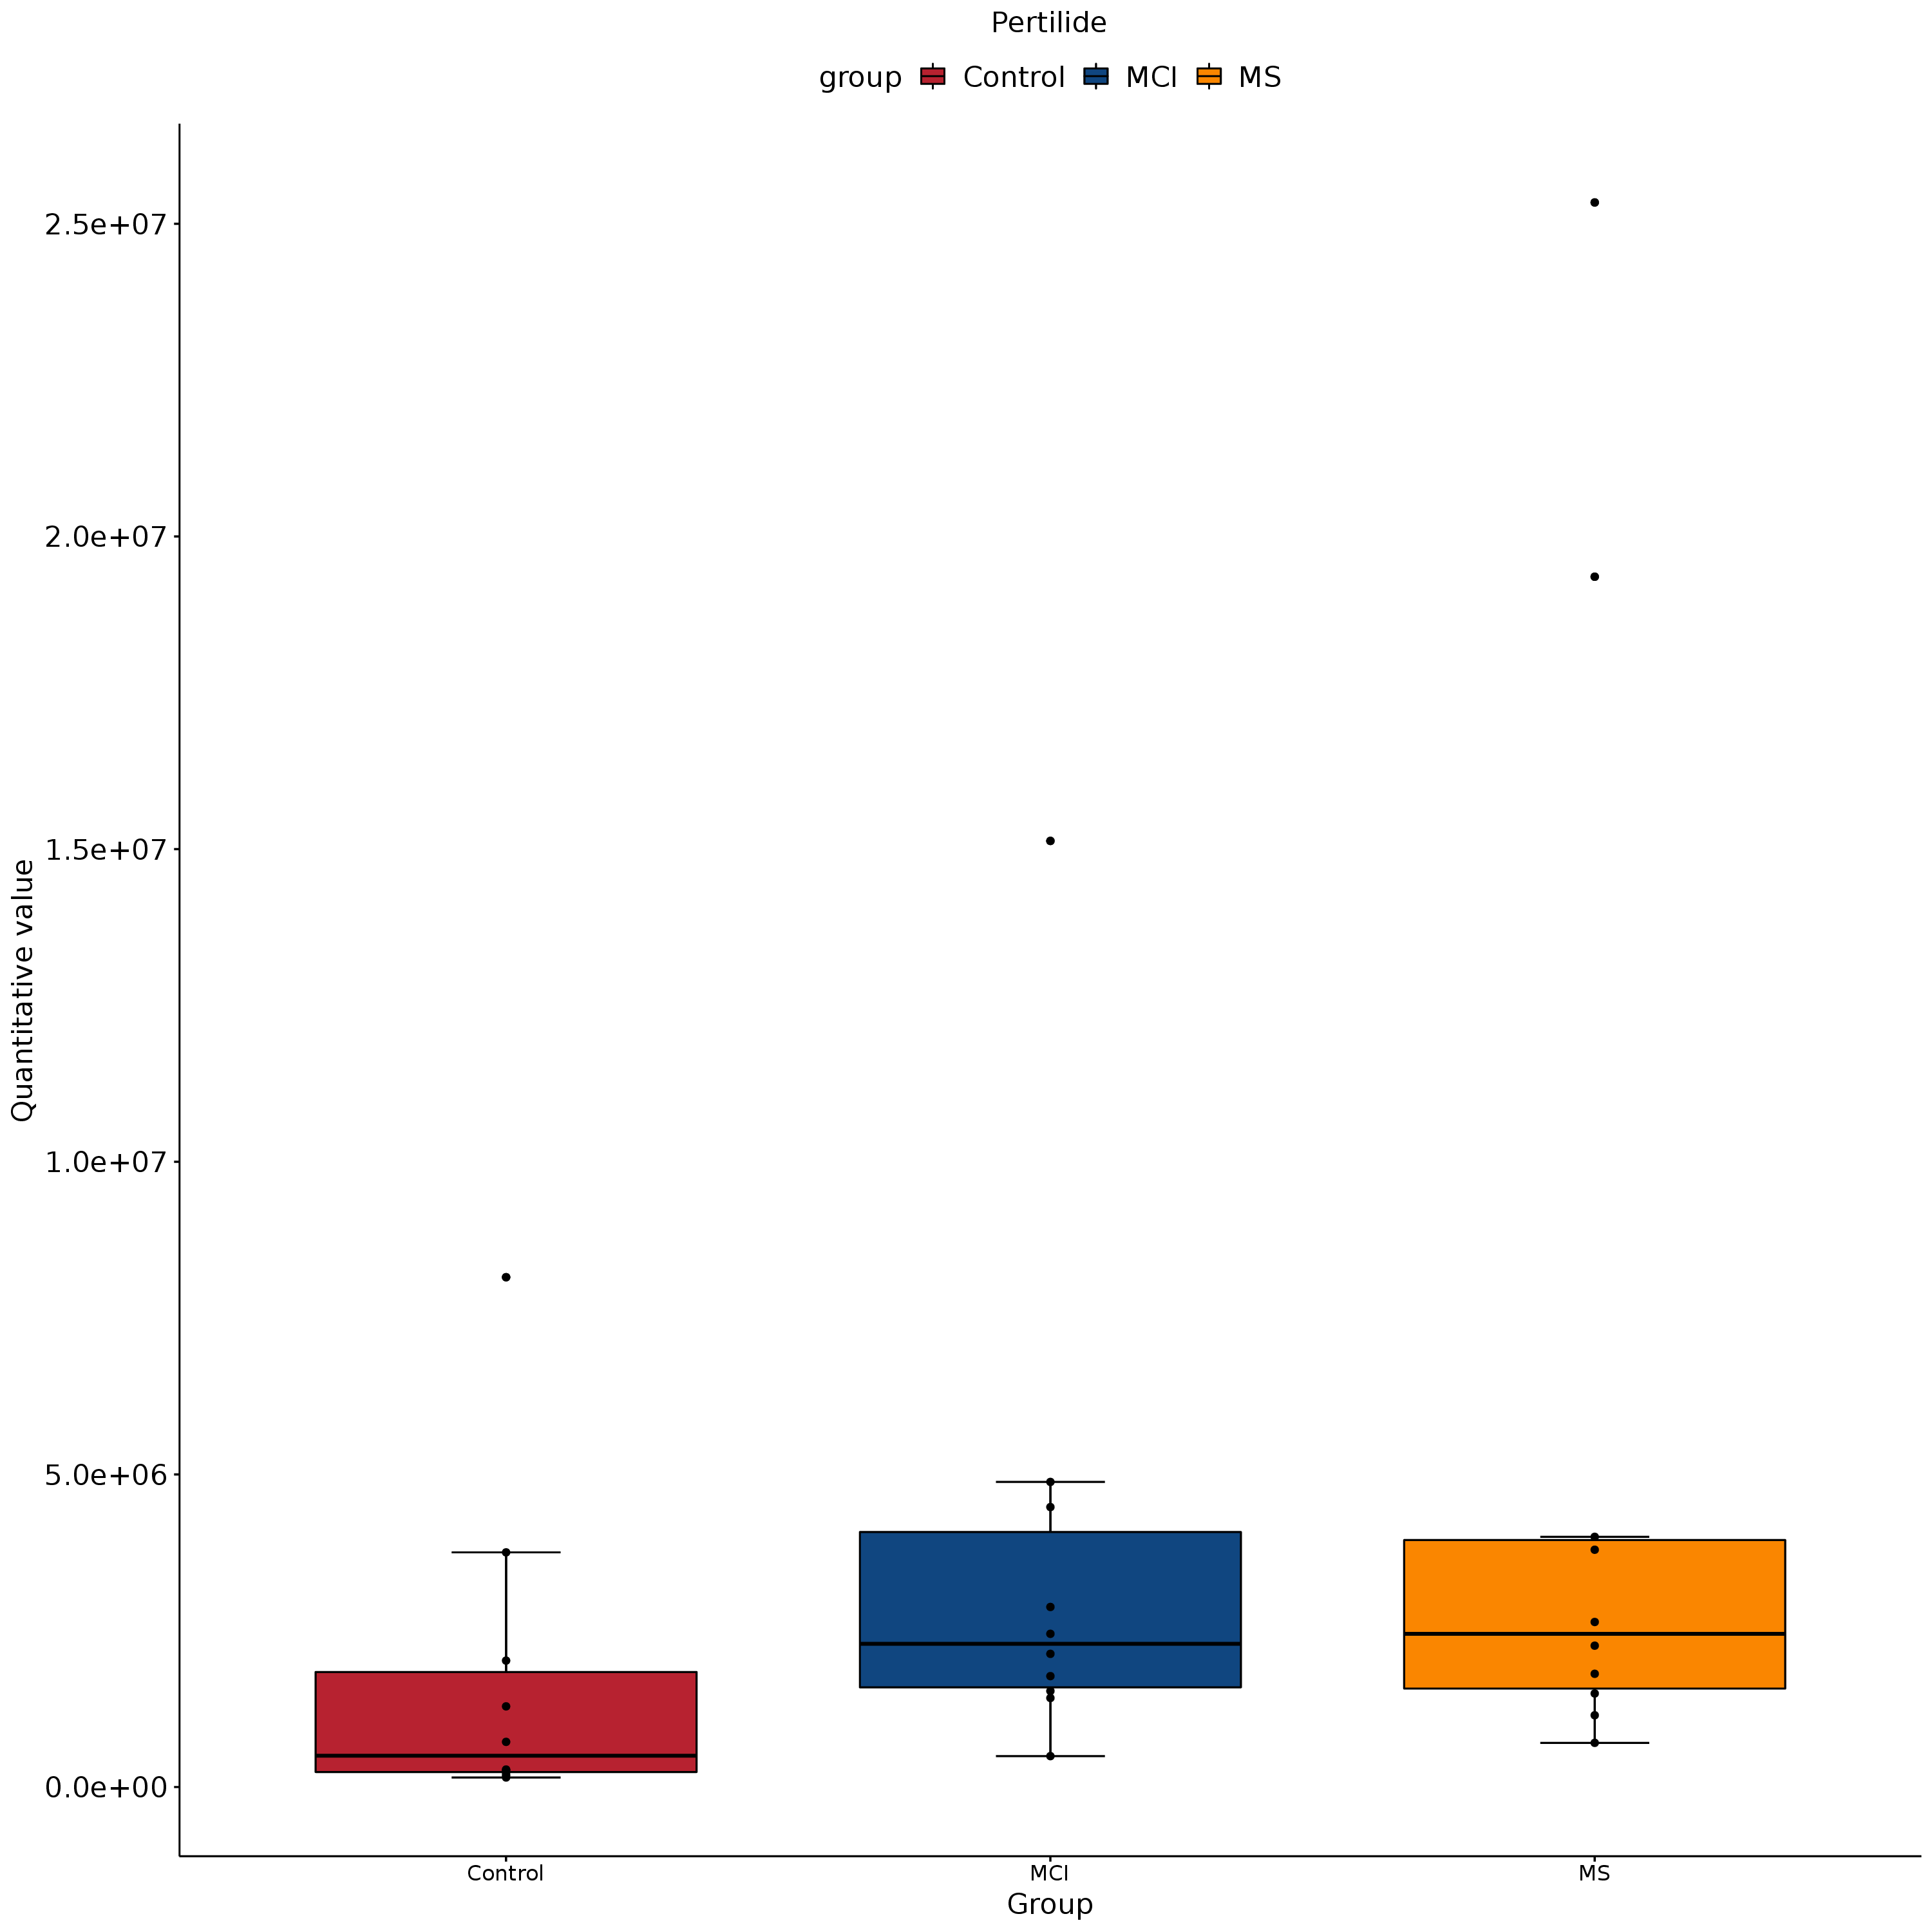 Pertilide
group Control MCI MS
2.5e+07
2.0e+07
1.5e+07
1.0e+07
5.0e+06
0.0e+00
Quantitative value
Control MCI MS
Group